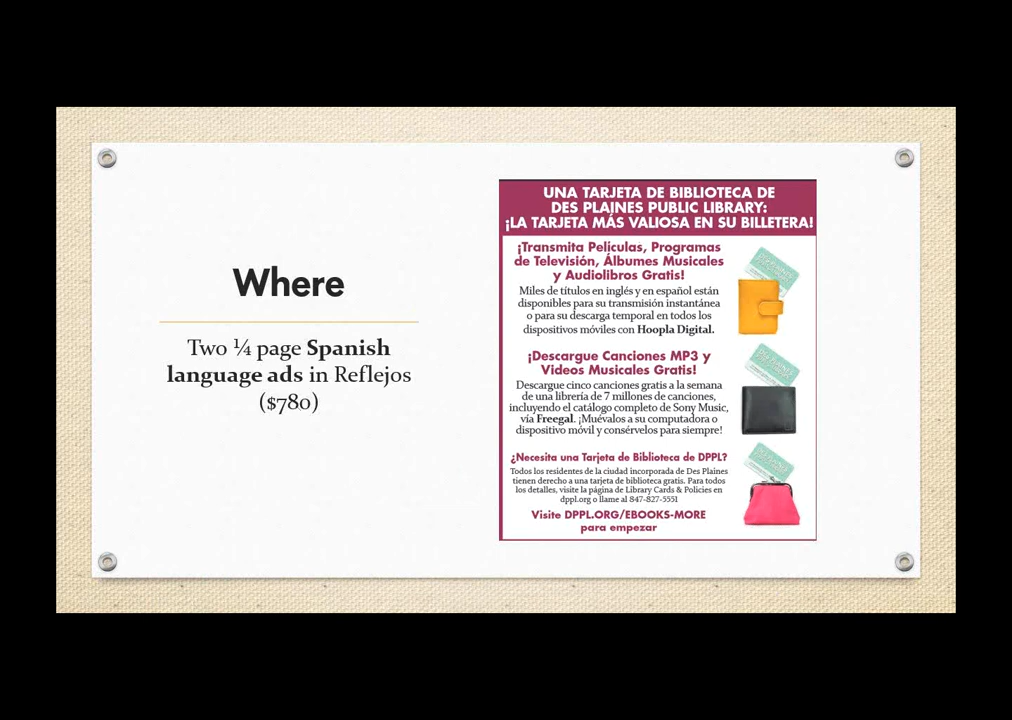 Where
Two ¼ page Spanish
language ads in Reflejos
($780)
UNA TARJETA DE BIBLIOTECA DE
DES PLAINES PUBLIC LIBRARY:
¡LA TARJETA MÁS VALIOSA EN SU BILLETERA!
¡Transmita Películas, Programas
de Televisión, Álbumes Musicales
y Audiolibros Gratis!
Miles de títulos en inglés y en español están
disponibles para su transmisión instantánea
o para su descarga temporal en todos los
dispositivos móviles con Hoopla Digital.
¡Descargue Canciones MP3 y
Videos Musicales Gratis!
Descargue cinco canciones gratis a la semana
de una librería de 7 millones de canciones,
incluyendo el catálogo completo de Sony Music,
vía Freegal. ¡Muévalos a su computadora o
dispositivo móvil y consérvelos para siempre!
¿Necesita una Tarjeta de Biblioteca de DPPL?
Todos los residentes de la ciudad incorporada de Des Plaines
tienen derecho a una tarjeta de biblioteca gratis. Para todos
los detalles, visite la página de Library Cards & Policies en
dppl.org o llame al 847-827-5551
Visite DPPL.ORG/EBOOKS-MORE
para empezar